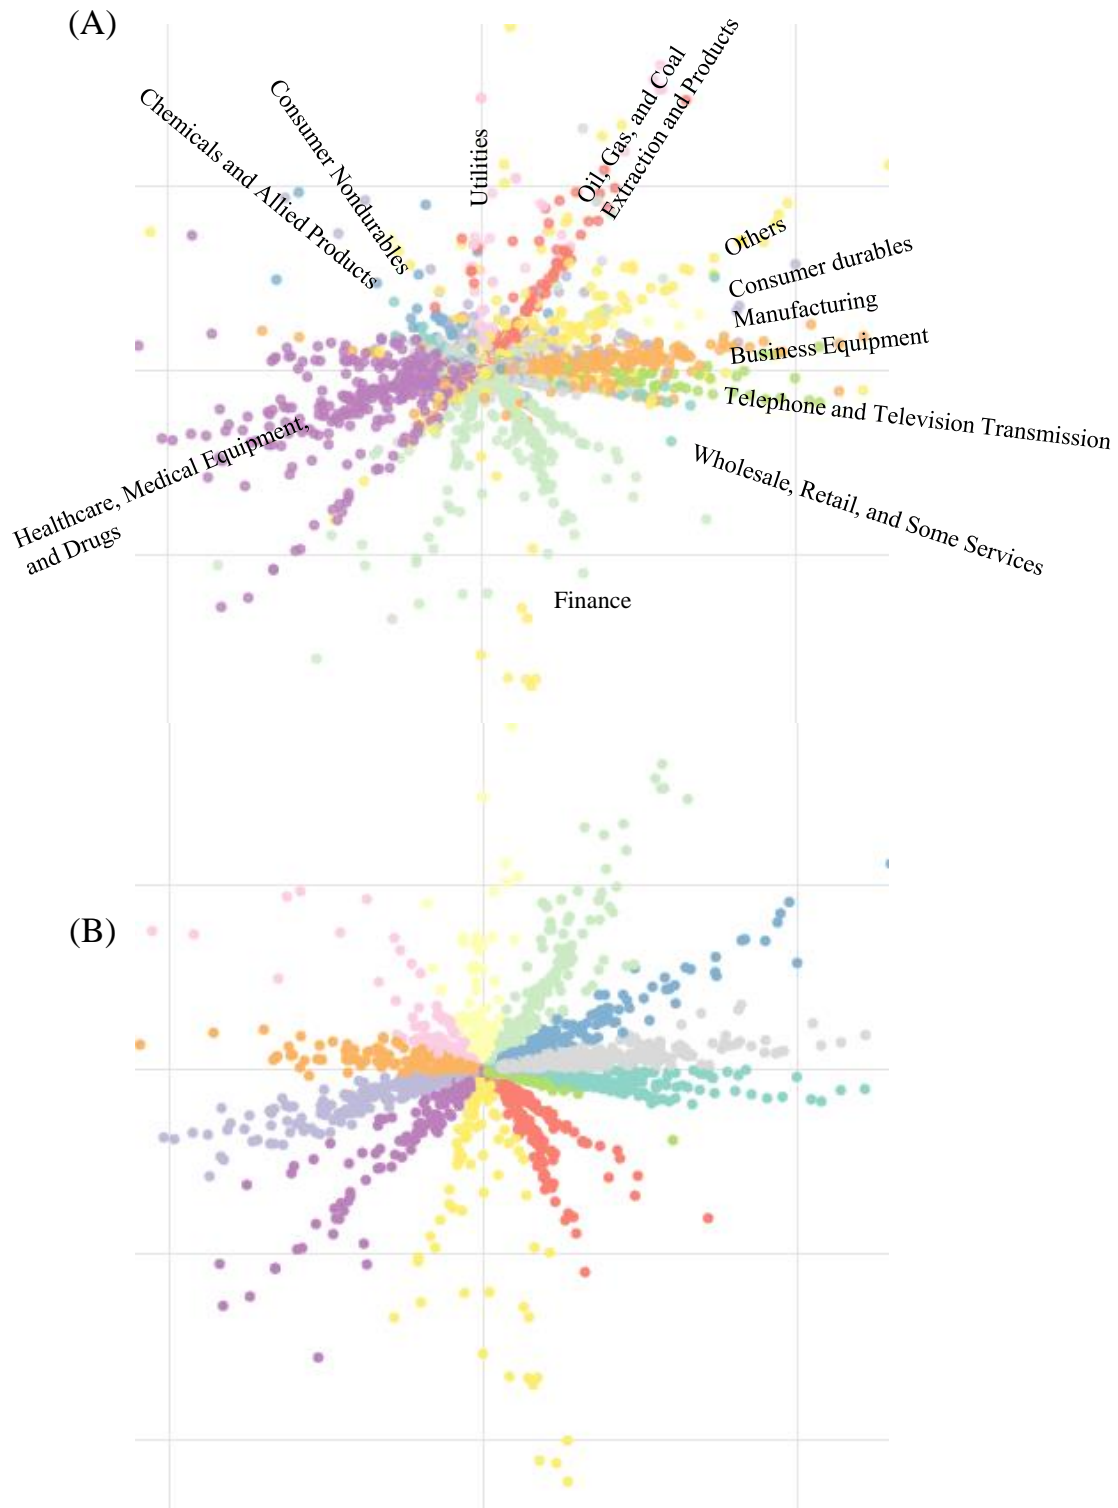 (A)
Chemicals and Allied Products
Consumer Nondurables
Utilities
Oil, Gas, and Coal
Extraction and Products
Others
Consumer durables
Manufacturing
Business Equipment
Telephone and Television Transmission
Wholesale, Retail, and Some Services
Healthcare, Medical Equipment,
and Drugs
Finance
(B)